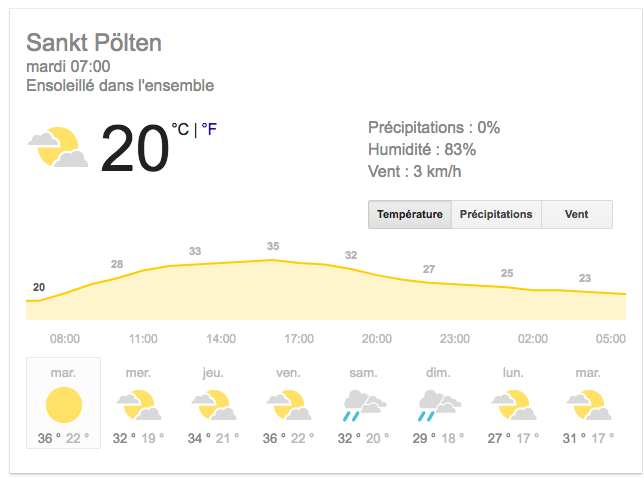 Sankt Pölten
mardi 07:00
Ensoleillé dans l'ensemble
20 °C | °F
Précipitations : 0%
Humidité : 83%
Vent : 3 km/h
Température Précipitations Vent
20 28 33 35 32 27 25 23
08:00 11:00 14:00 17:00 20:00 23:00 02:00 05:00
mar. mer. jeu. ven. sam. dim. lun. mar.
36 ° 22 ° 32 ° 19 ° 34 ° 21 ° 36 ° 22 ° 32 ° 20 ° 29 ° 18 ° 27 ° 17 ° 31 ° 17 °